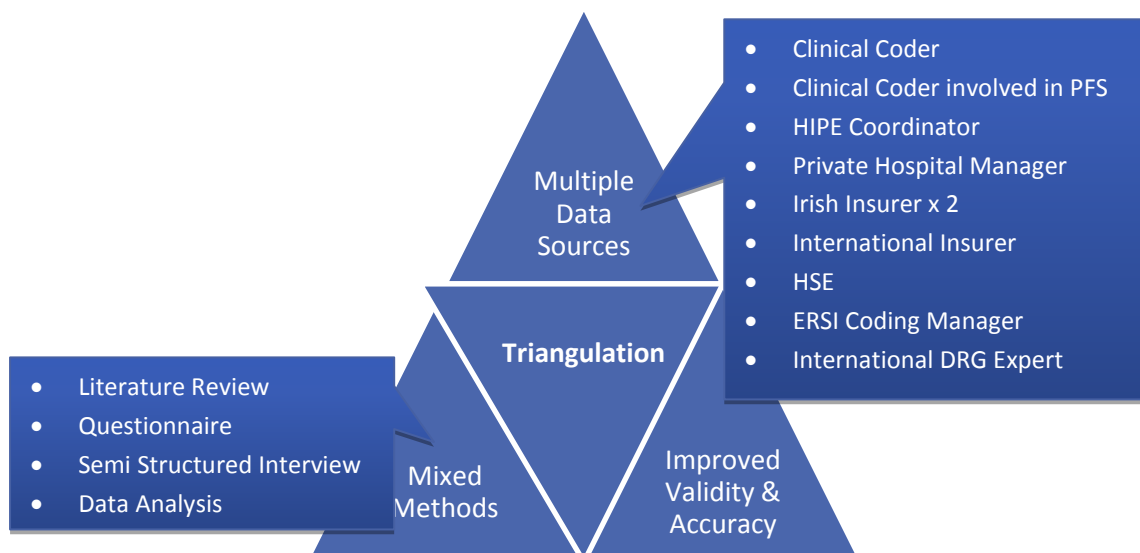 Multiple
Data
Sources
• Clinical Coder
• Clinical Coder involved in PFS
• HIPE Coordinator
• Private Hospital Manager
• Irish Insurer x 2
• International Insurer
• HSE
• ERSI Coding Manager
• International DRG Expert
Triangulation
• Literature Review
• Questionnaire
• Semi Structured Interview
• Data Analysis
Mixed
Methods
Improved
Validity &
Accuracy